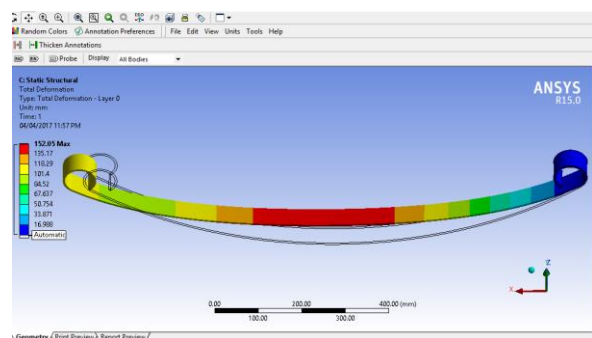 Random Colors Annotation Preferences File Edit View Units Tools Help
Thicken Annotations
Probe Display All Bodies
C: Static Structural
Total Deformation
Type: Total Deformation - Layer 0
Unit: mm
Time: 1
04/04/2017 11:57 PM
152.05 Max
135.17
118.29
101.4
84.52
67.637
50.754
33.871
16.988
Automatic
ANSYS
R15.0
Z
X
0.00 200.00 400.00 (mm)
100.00 300.00
Geometry Print Preview Report Preview